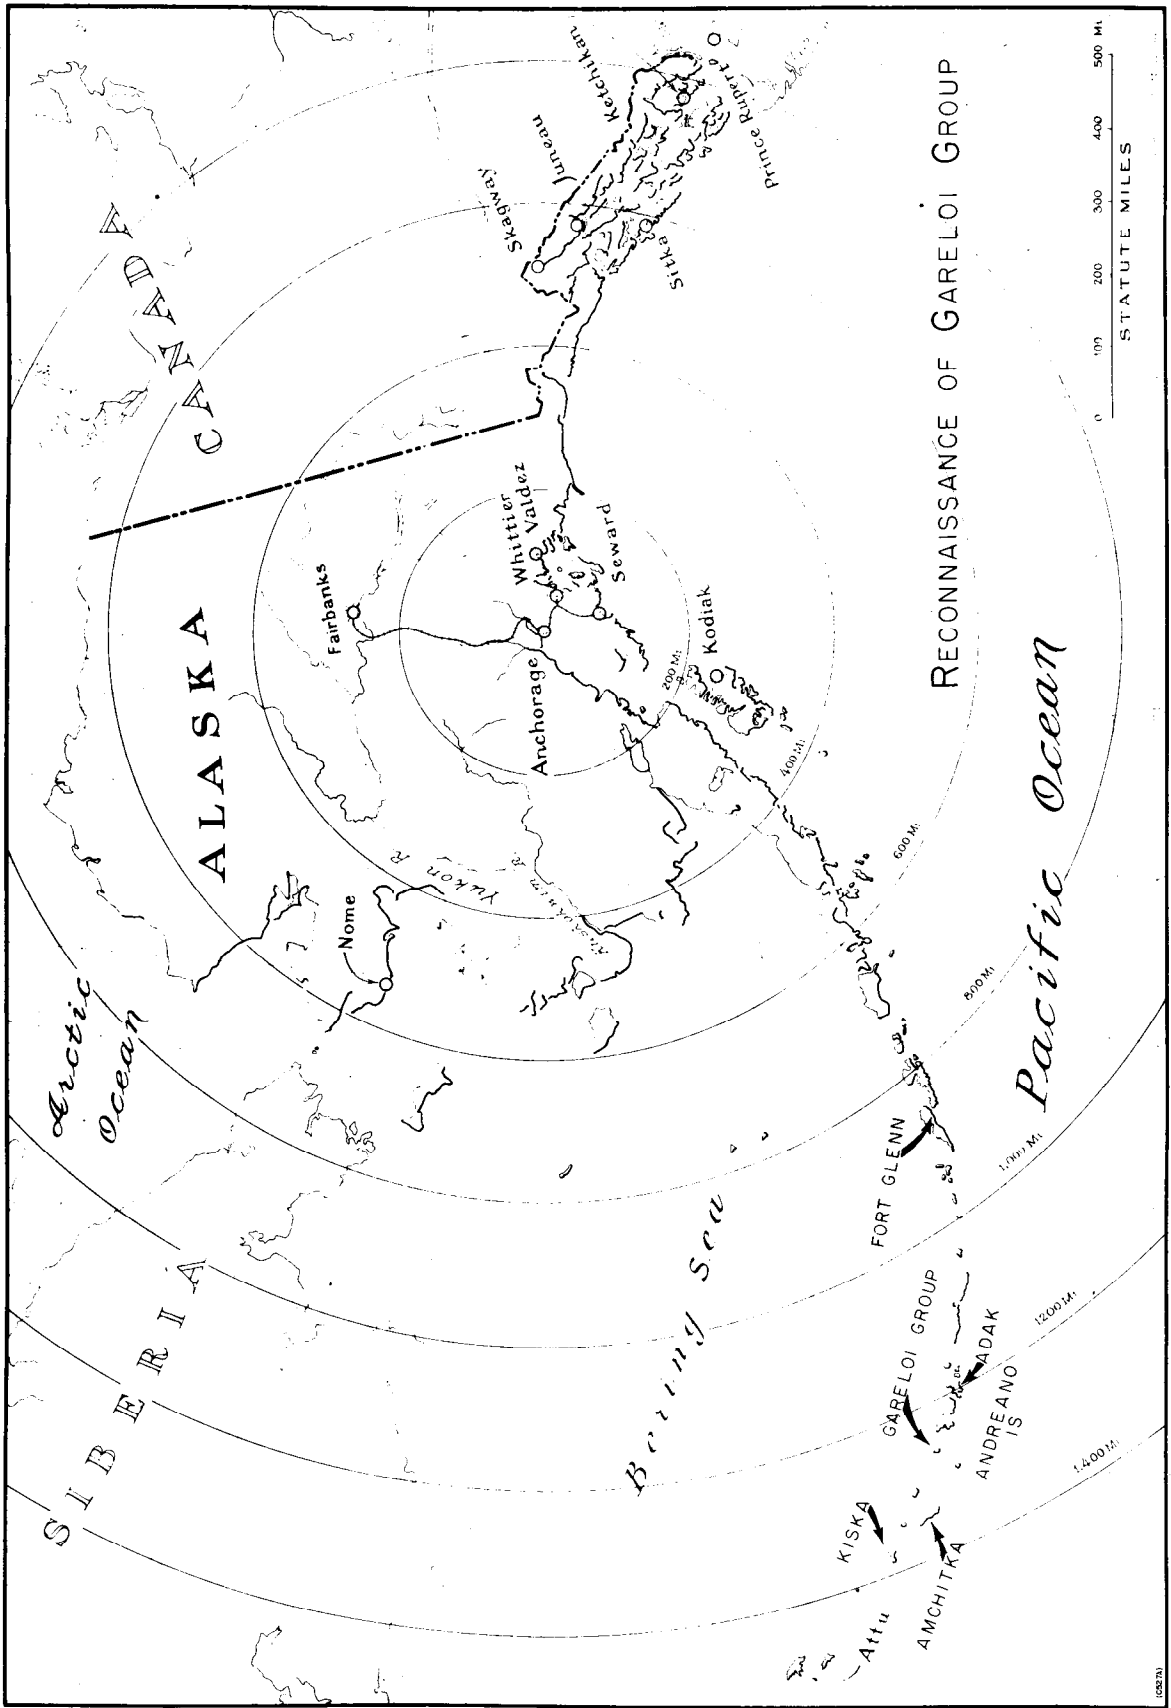 SIBERIA
Arctic
Ocean
ALASKA
CANADA
Nome
Yukon R
Fairbanks
Anchorage
Whittier
Valdez
Seward
Kodiak
Skagway
Juneau
Ketchikan
Sitka
Prince Rupert
Bering Sea
200 Mi
400 Mi
600 Mi
800 Mi
1,000 Mi
1200 Mi
1,400 Mi
FORT GLENN
GARELOI GROUP
ADAK
ANDREANO
IS
KISKA
AMCHITKA
Attu
Pacific Ocean
RECONNAISSANCE OF GARELOI GROUP
0 100 200 300 400 500 Mi
STATUTE MILES